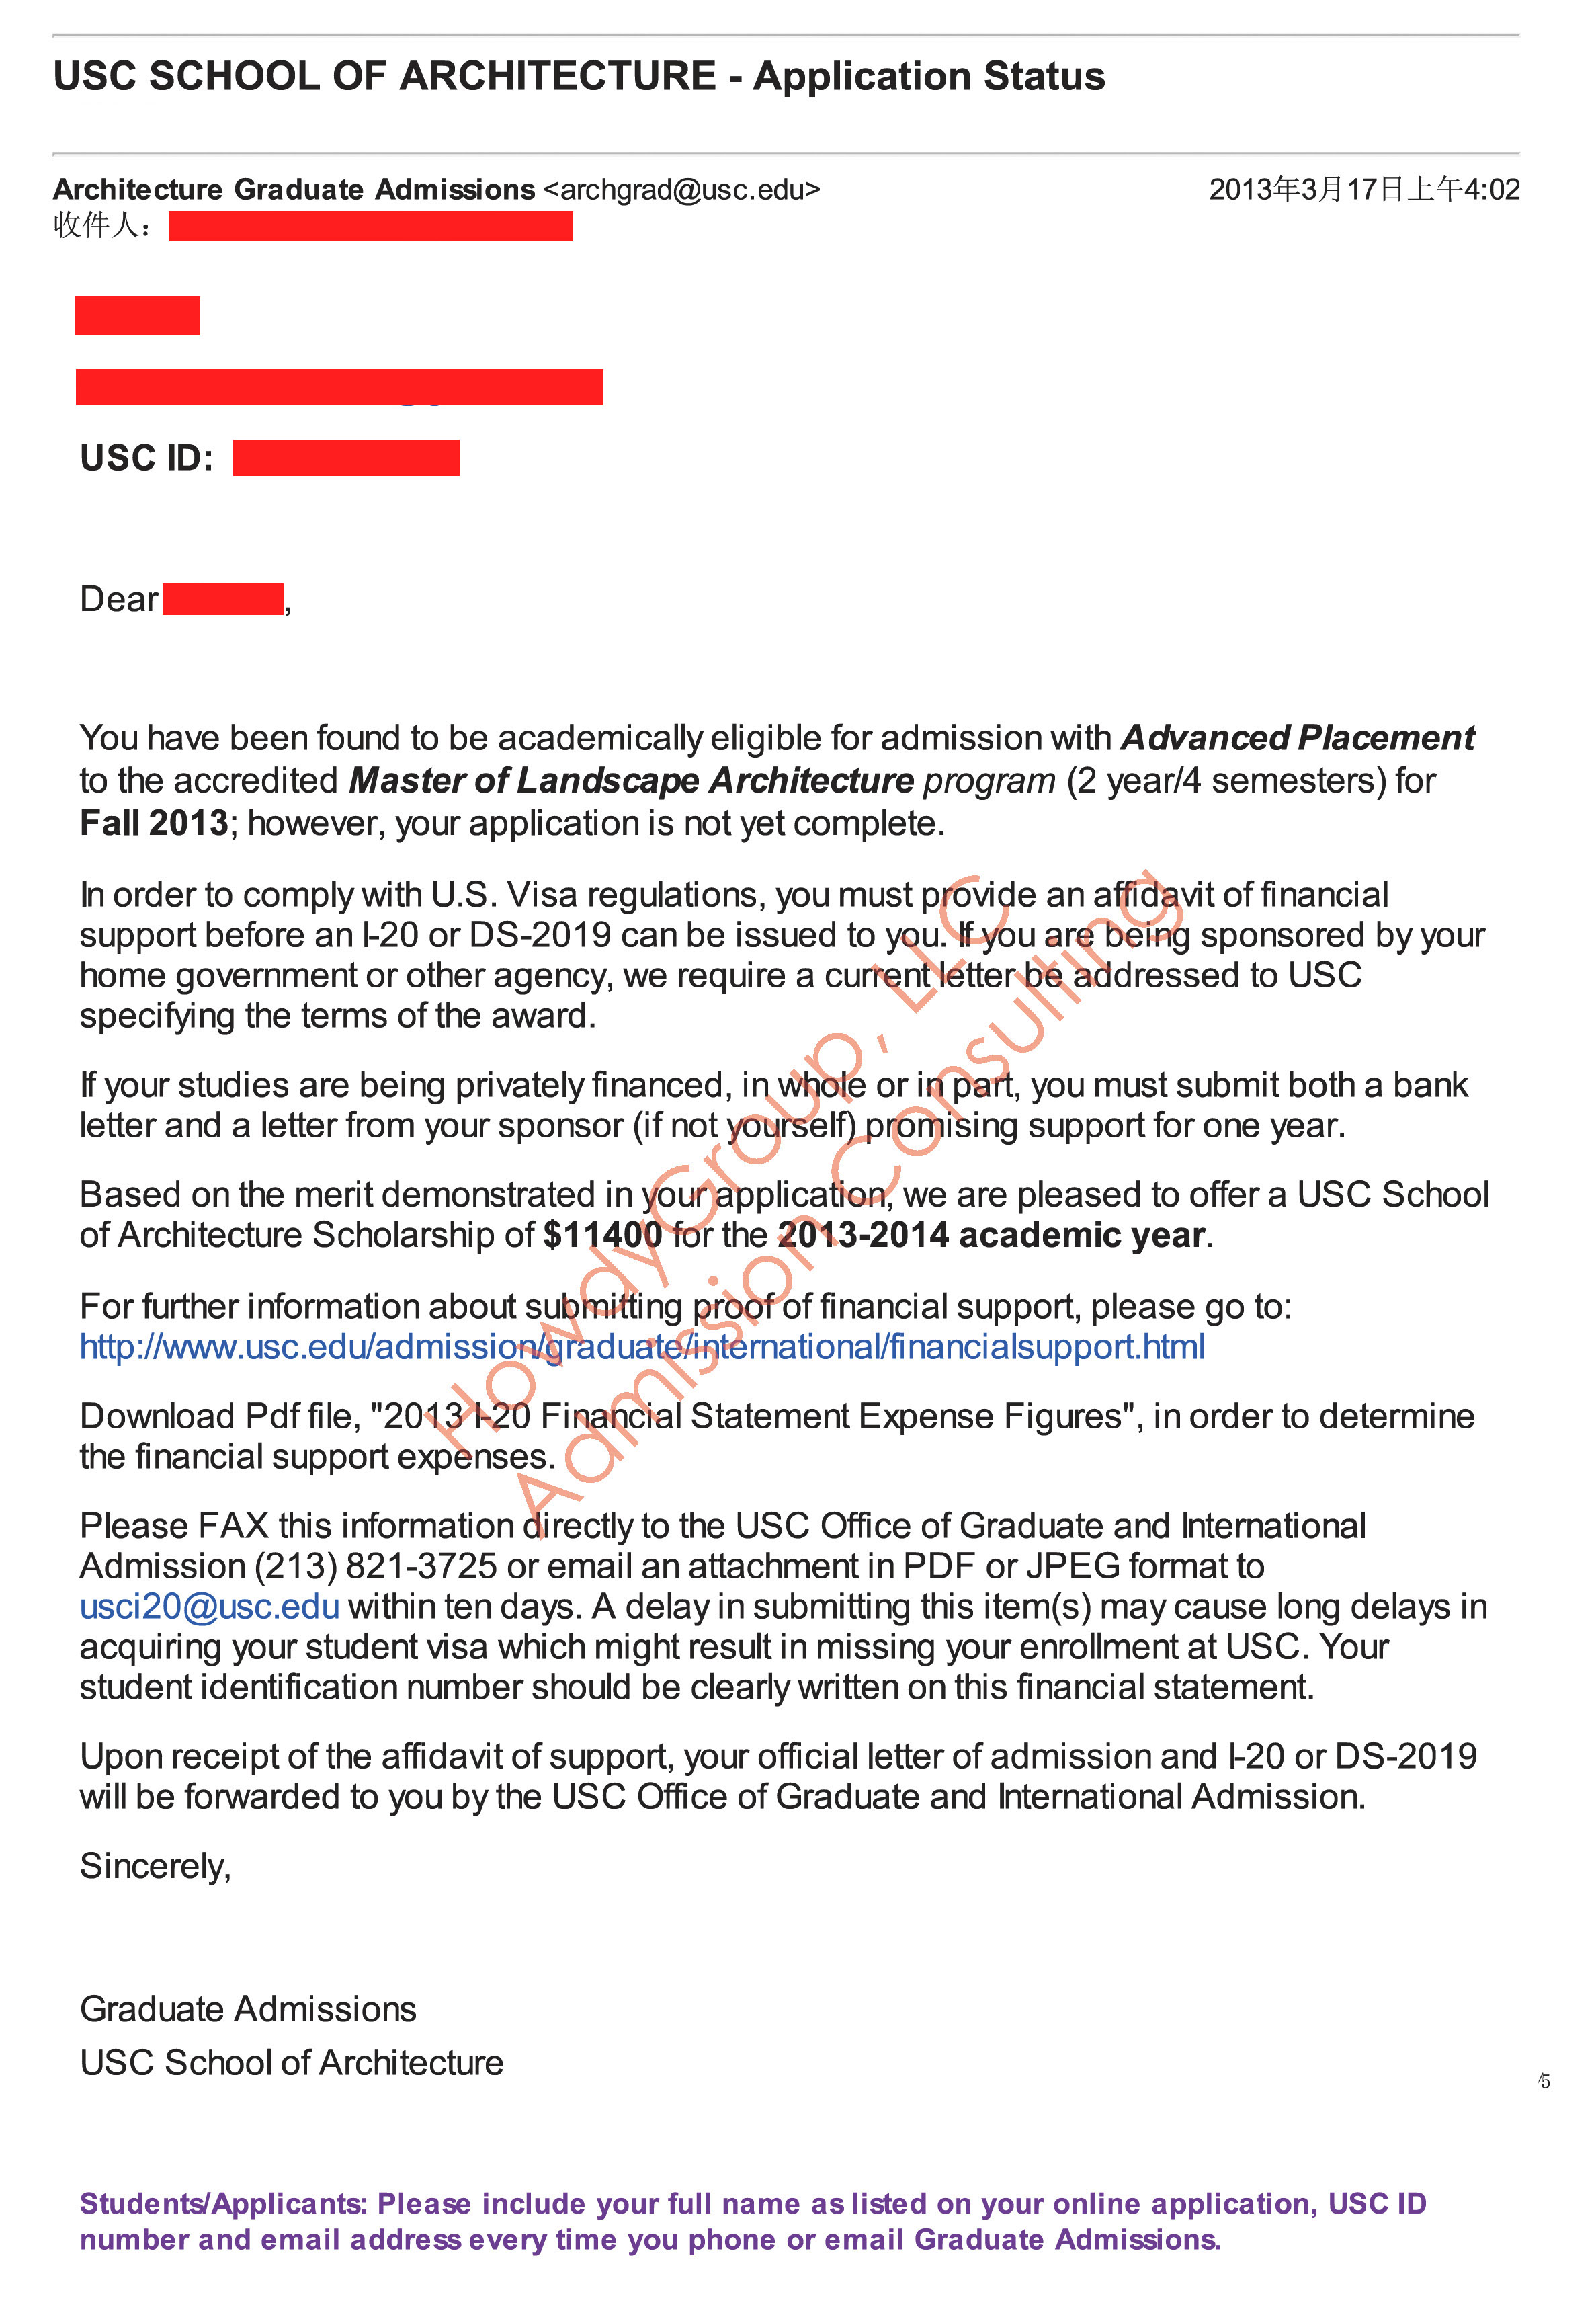 USC SCHOOL OF ARCHITECTURE - Application Status
Architecture Graduate Admissions <archgrad@usc.edu> 2013年3月17日上午4:02
收件人：
USC ID:
Dear ,
You have been found to be academically eligible for admission with Advanced Placement
to the accredited Master of Landscape Architecture program (2 year/4 semesters) for
Fall 2013; however, your application is not yet complete.
In order to comply with U.S. Visa regulations, you must provide an affidavit of financial
support before an I-20 or DS-2019 can be issued to you. If you are being sponsored by your
home government or other agency, we require a current letter be addressed to USC
specifying the terms of the award.
If your studies are being privately financed, in whole or in part, you must submit both a bank
letter and a letter from your sponsor (if not yourself) promising support for one year.
Based on the merit demonstrated in your application, we are pleased to offer a USC School
of Architecture Scholarship of $11400 for the 2013-2014 academic year.
For further information about submitting proof of financial support, please go to:
http://www.usc.edu/admission/graduate/international/financialsupport.html
Download Pdf file, "2013 I-20 Financial Statement Expense Figures", in order to determine
the financial support expenses.
Please FAX this information directly to the USC Office of Graduate and International
Admission (213) 821-3725 or email an attachment in PDF or JPEG format to
usci20@usc.edu within ten days. A delay in submitting this item(s) may cause long delays in
acquiring your student visa which might result in missing your enrollment at USC. Your
student identification number should be clearly written on this financial statement.
Upon receipt of the affidavit of support, your official letter of admission and I-20 or DS-2019
will be forwarded to you by the USC Office of Graduate and International Admission.
Sincerely,
Graduate Admissions
USC School of Architecture
/5
Students/Applicants: Please include your full name as listed on your online application, USC ID
number and email address every time you phone or email Graduate Admissions.
HowdyGroup, LLC
Admission Consulting